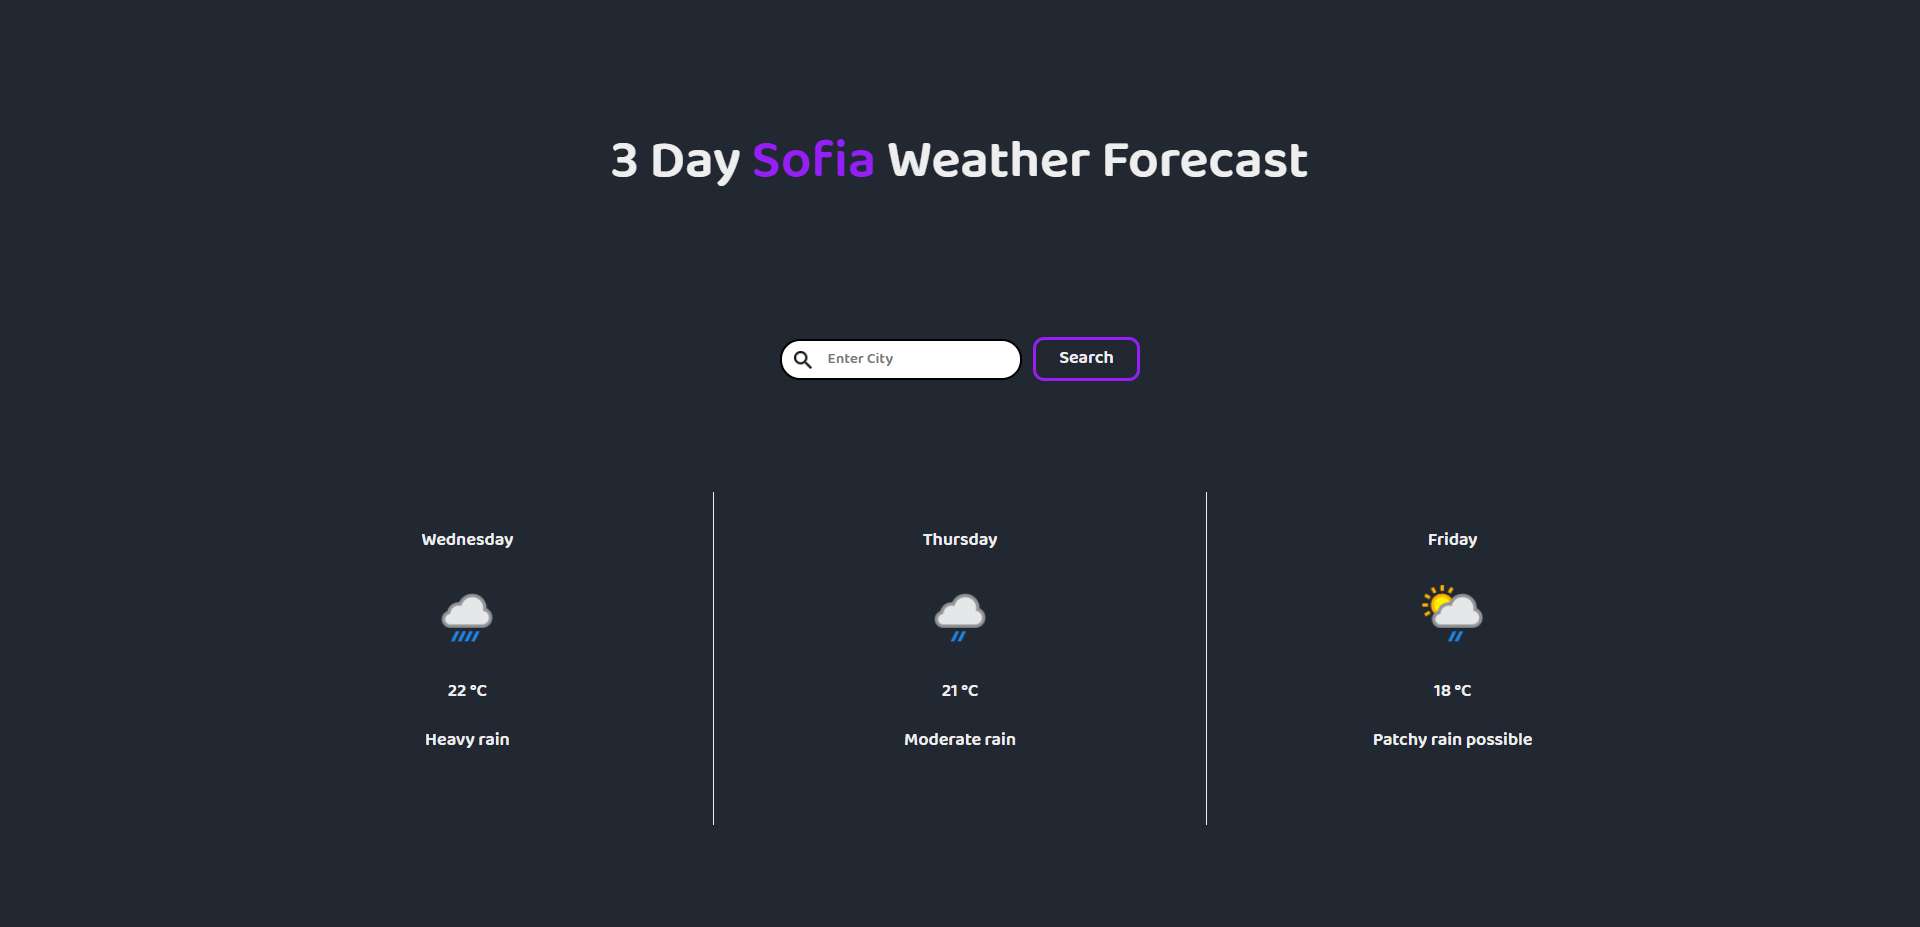 3 Day Sofia Weather Forecast
Enter City
Search
Wednesday
22 °C
Heavy rain
Thursday
21 °C
Moderate rain
Friday
18 °C
Patchy rain possible